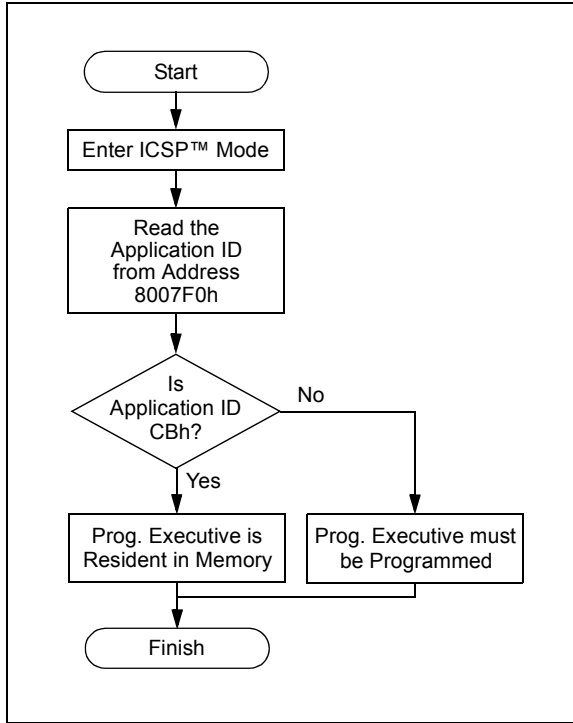 Start
Enter ICSP™ Mode
Read the
Application ID
from Address
8007F0h
Is
Application ID
CBh?
No
Yes
Prog. Executive is
Resident in Memory
Prog. Executive must
be Programmed
Finish